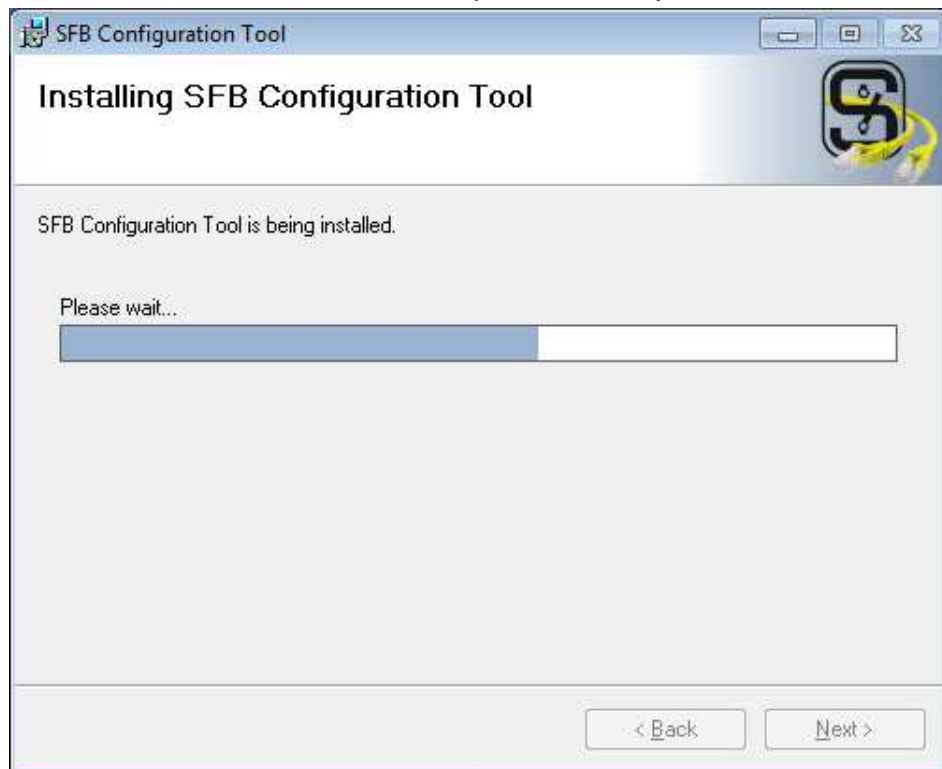 SFB Configuration Tool
Installing SFB Configuration Tool
SFB Configuration Tool is being installed.
Please wait...
< Back Next >